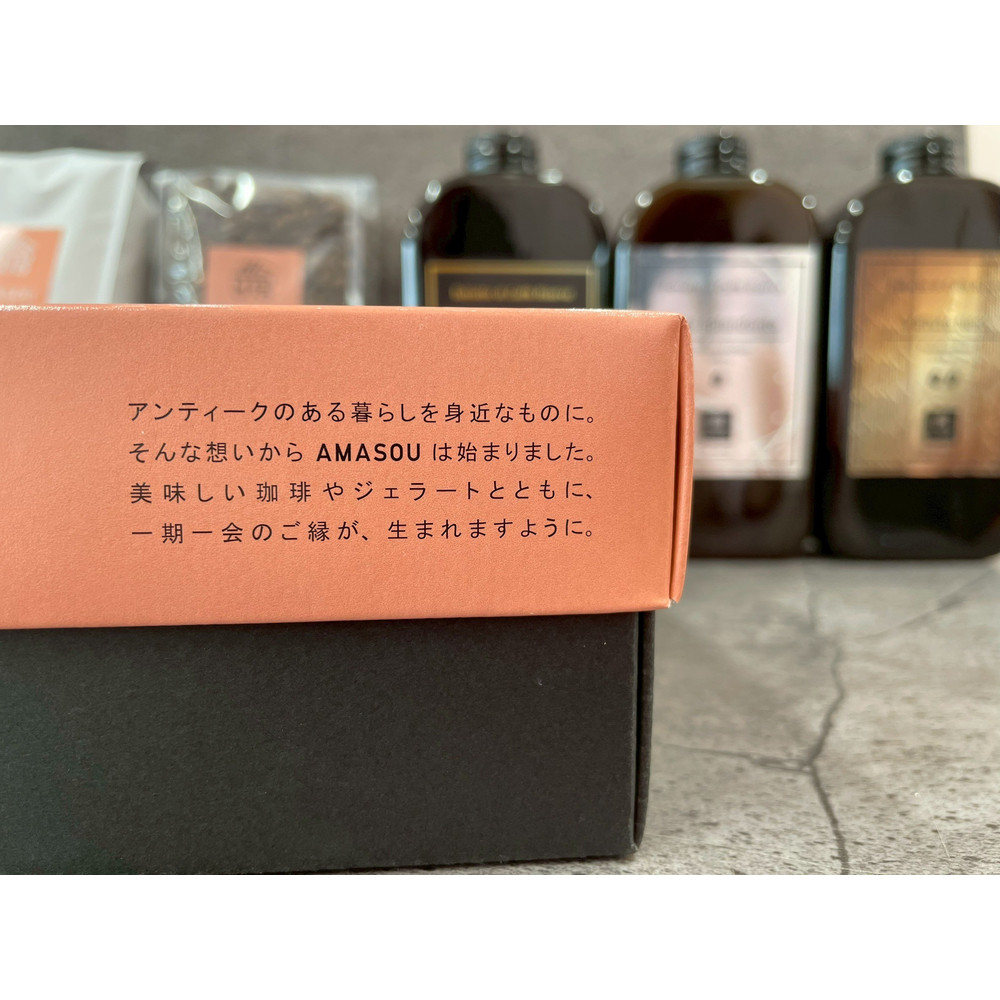 アンティークのある暮らしを身近なものに。
そんな想いから AMASOU は始まりました。
美味しい珈琲やジェラートとともに、
一期一会のご縁が、生まれますように。